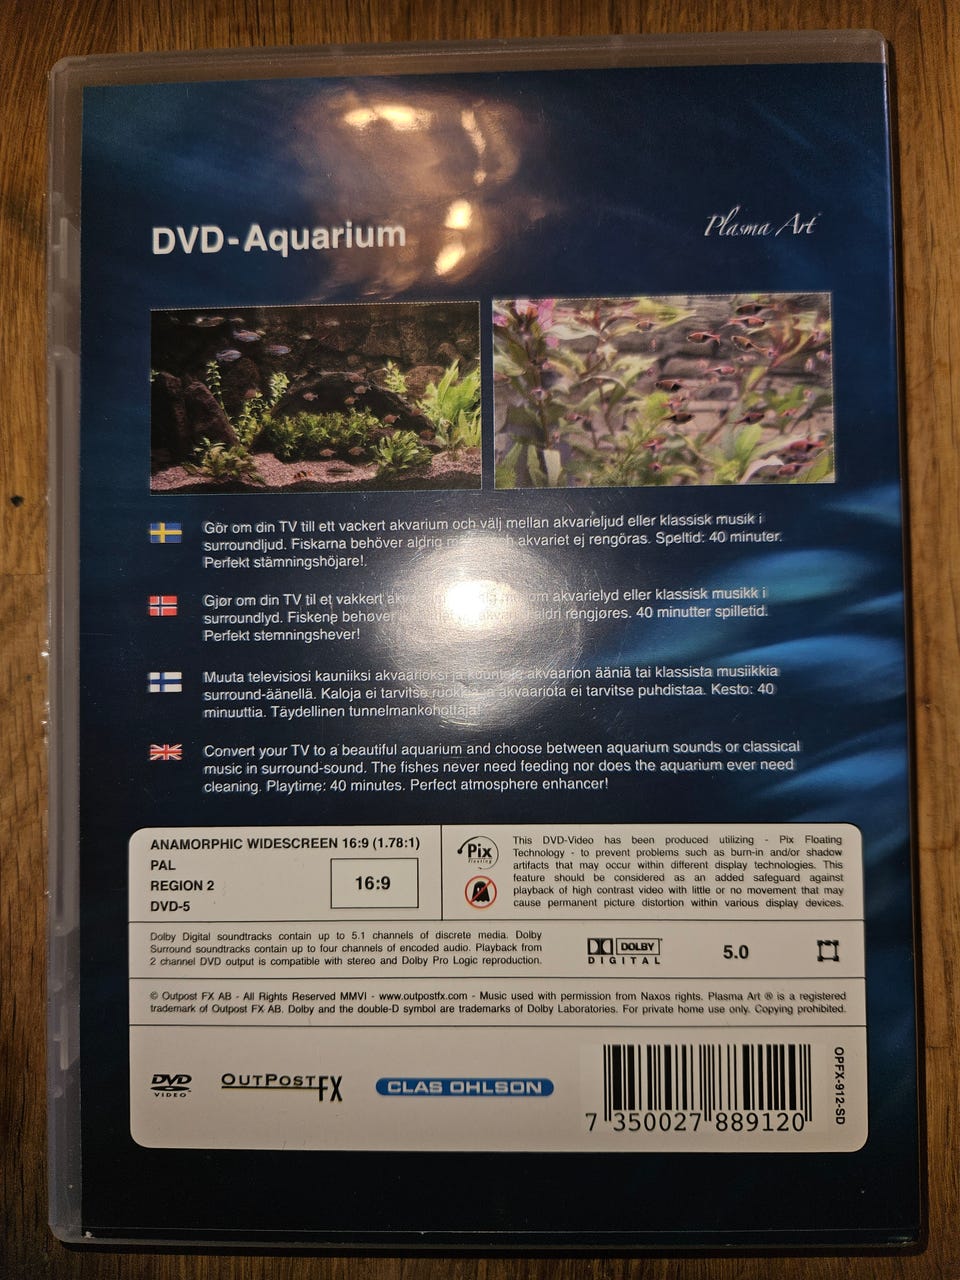 DVD-Aquarium
Plasma Art
Gör om din TV till ett vackert akvarium och välj mellan akvarieljud eller klassisk musik i
surroundljud. Fiskarna behöver aldrig och akvariet ej rengöras. Speltid: 40 minuter.
Perfekt stämningshöjare!.
Gjør om din TV til et vakkert akvarielyd eller klassisk musikk i
surroundlyd. Fiskene behøver aldri rengjøres. 40 minutter spilletid.
Perfekt stemningshever!
Muuta televisiosi kauniiksi akvaarioksi ja kuuntele akvaarion ääniä tai klassista musiikkia
surround-äänellä. Kaloja ei tarvitse ruokkia ja akvaariota ei tarvitse puhdistaa. Kesto: 40
minuuttia. Täydellinen tunnelmankohottaja!
Convert your TV to a beautiful aquarium and choose between aquarium sounds or classical
music in surround-sound. The fishes never need feeding nor does the aquarium ever need
cleaning. Playtime: 40 minutes. Perfect atmosphere enhancer!
ANAMORPHIC WIDESCREEN 16:9 (1.78:1)
PAL
REGION 2
DVD-5
16:9
Pix
floating
This DVD-Video has been produced utilizing - Pix Floating
Technology - to prevent problems such as burn-in and/or shadow
artifacts that may occur within different display technologies. This
feature should be considered as an added safeguard against
playback of high contrast video with little or no movement that may
cause permanent picture distortion within various display devices.
Dolby Digital soundtracks contain up to 5.1 channels of discrete media. Dolby
Surround soundtracks contain up to four channels of encoded audio. Playback from
2 channel DVD output is compatible with stereo and Dolby Pro Logic reproduction.
DOLBY
DIGITAL
5.0
© Outpost FX AB - All Rights Reserved MMVI - www.outpostfx.com - Music used with permission from Naxos rights. Plasma Art ® is a registered
trademark of Outpost FX AB. Dolby and the double-D symbol are trademarks of Dolby Laboratories. For private home use only. Copying prohibited.
DVD
VIDEO
OUTPOST FX
CLAS OHLSON
7 350027 889120
OPFX-912-SD